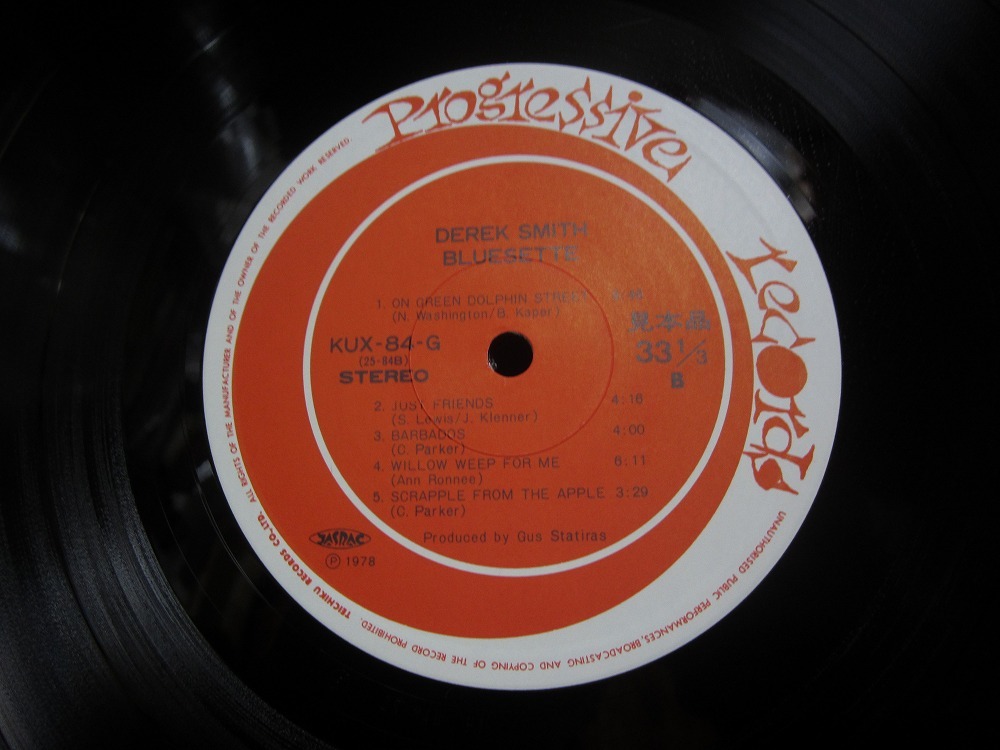 Progressive
records
DEREK SMITH
BLUESETTE
1. ON GREEN DOLPHIN STREET
(N. Washington/B. Kaper)
KUX-84-G
(25-84B)
STEREO
見本品
33 1/3
B
2. JUST FRIENDS 4:16
(S. Lewis/J. Klenner)
3. BARBADOS 4:00
(C. Parker)
4. WILLOW WEEP FOR ME 6:11
(Ann Ronnee)
5. SCRAPPLE FROM THE APPLE 3:29
(C. Parker)
Produced by Gus Statiras
JASRAC
Ⓟ 1978
TEICHIKU RECORDS CO.,LTD. ALL RIGHTS OF THE MANUFACTURER AND OF THE OWNER OF THE RECORDED WORK RESERVED.
UNAUTHORISED PUBLIC PERFORMANCES, BROADCASTING AND COPYING OF THE RECORD PROHIBITED.